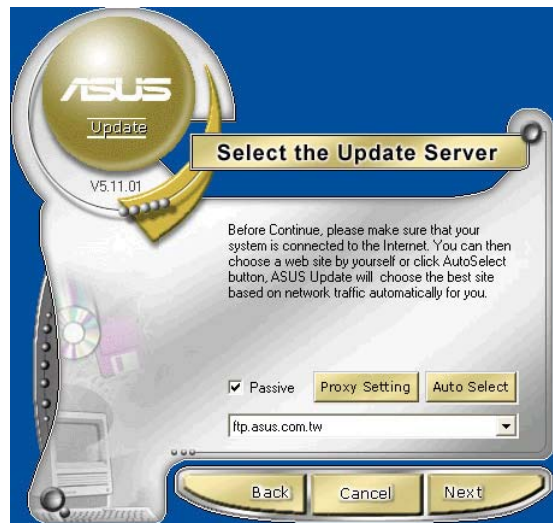 ASUS
Update
V5.11.01
Select the Update Server
Before Continue, please make sure that your
system is connected to the Internet. You can then
choose a web site by yourself or click AutoSelect
button, ASUS Update will choose the best site
based on network traffic automatically for you.
Passive
Proxy Setting
Auto Select
ftp.asus.com.tw
Back
Cancel
Next